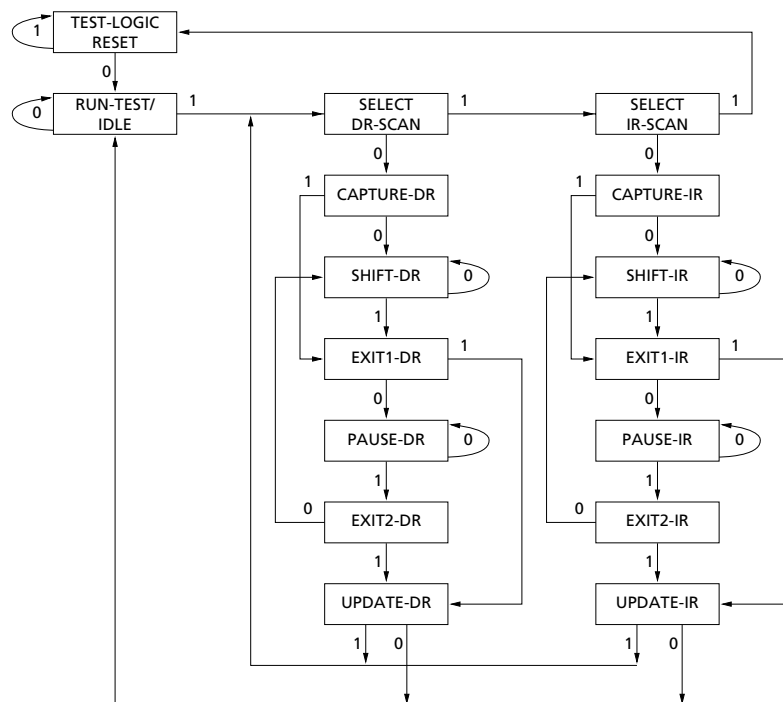 TEST-LOGIC
RESET
1
0
RUN-TEST/
IDLE
0
1
SELECT
DR-SCAN
1
SELECT
IR-SCAN
1
0
0
1
CAPTURE-DR
1
CAPTURE-IR
0
0
SHIFT-DR
0
SHIFT-IR
0
1
1
EXIT1-DR
1
EXIT1-IR
1
0
0
PAUSE-DR
0
PAUSE-IR
0
1
1
0
EXIT2-DR
0
EXIT2-IR
1
1
UPDATE-DR
UPDATE-IR
1
0
1
0